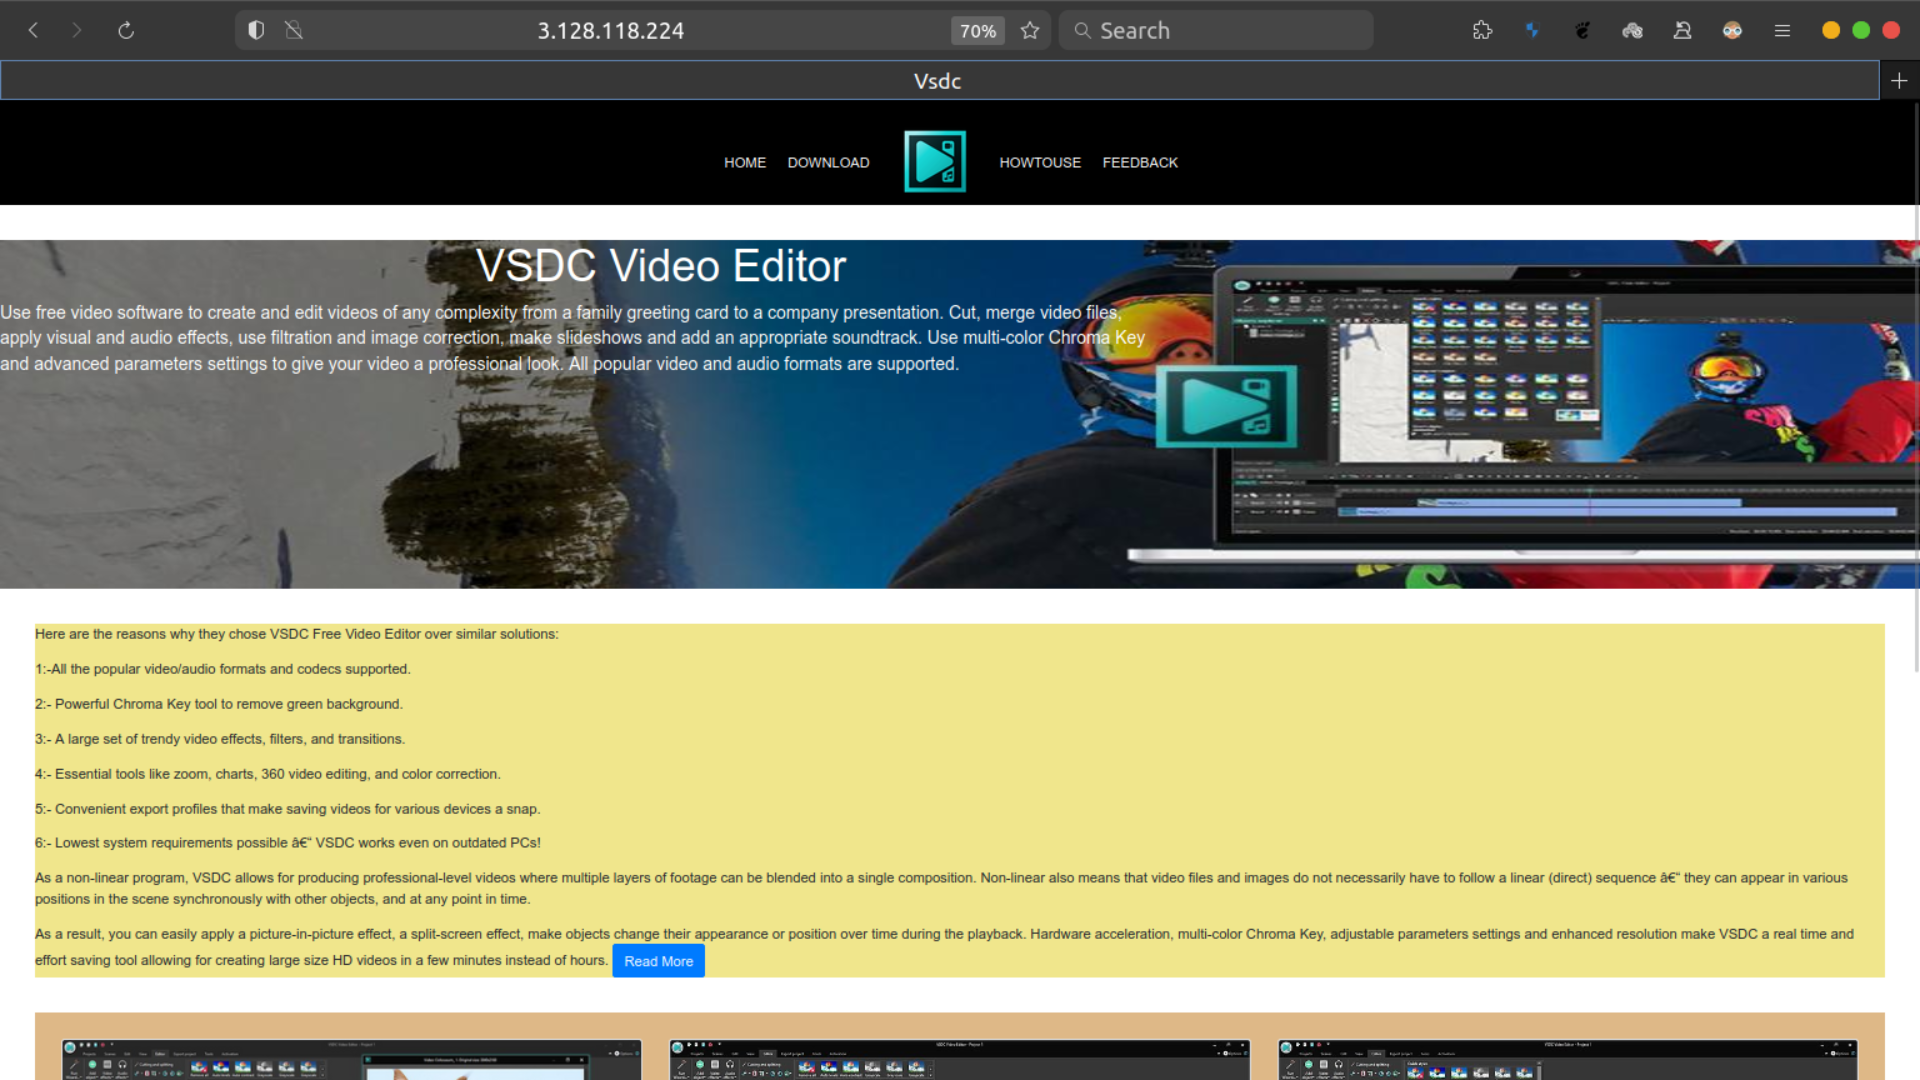 3.128.118.224
70%
Search
Vsdc
HOME DOWNLOAD HOWTOUSE FEEDBACK
VSDC Video Editor
Use free video software to create and edit videos of any complexity from a family greeting card to a company presentation. Cut, merge video files,
apply visual and audio effects, use filtration and image correction, make slideshows and add an appropriate soundtrack. Use multi-color Chroma Key
and advanced parameters settings to give your video a professional look. All popular video and audio formats are supported.
Here are the reasons why they chose VSDC Free Video Editor over similar solutions:
1:-All the popular video/audio formats and codecs supported.
2:- Powerful Chroma Key tool to remove green background.
3:- A large set of trendy video effects, filters, and transitions.
4:- Essential tools like zoom, charts, 360 video editing, and color correction.
5:- Convenient export profiles that make saving videos for various devices a snap.
6:- Lowest system requirements possible â€“ VSDC works even on outdated PCs!
As a non-linear program, VSDC allows for producing professional-level videos where multiple layers of footage can be blended into a single composition. Non-linear also means that video files and images do not necessarily have to follow a linear (direct) sequence â€“ they can appear in various
positions in the scene synchronously with other objects, and at any point in time.
As a result, you can easily apply a picture-in-picture effect, a split-screen effect, make objects change their appearance or position over time during the playback. Hardware acceleration, multi-color Chroma Key, adjustable parameters settings and enhanced resolution make VSDC a real time and
effort saving tool allowing for creating large size HD videos in a few minutes instead of hours. Read More